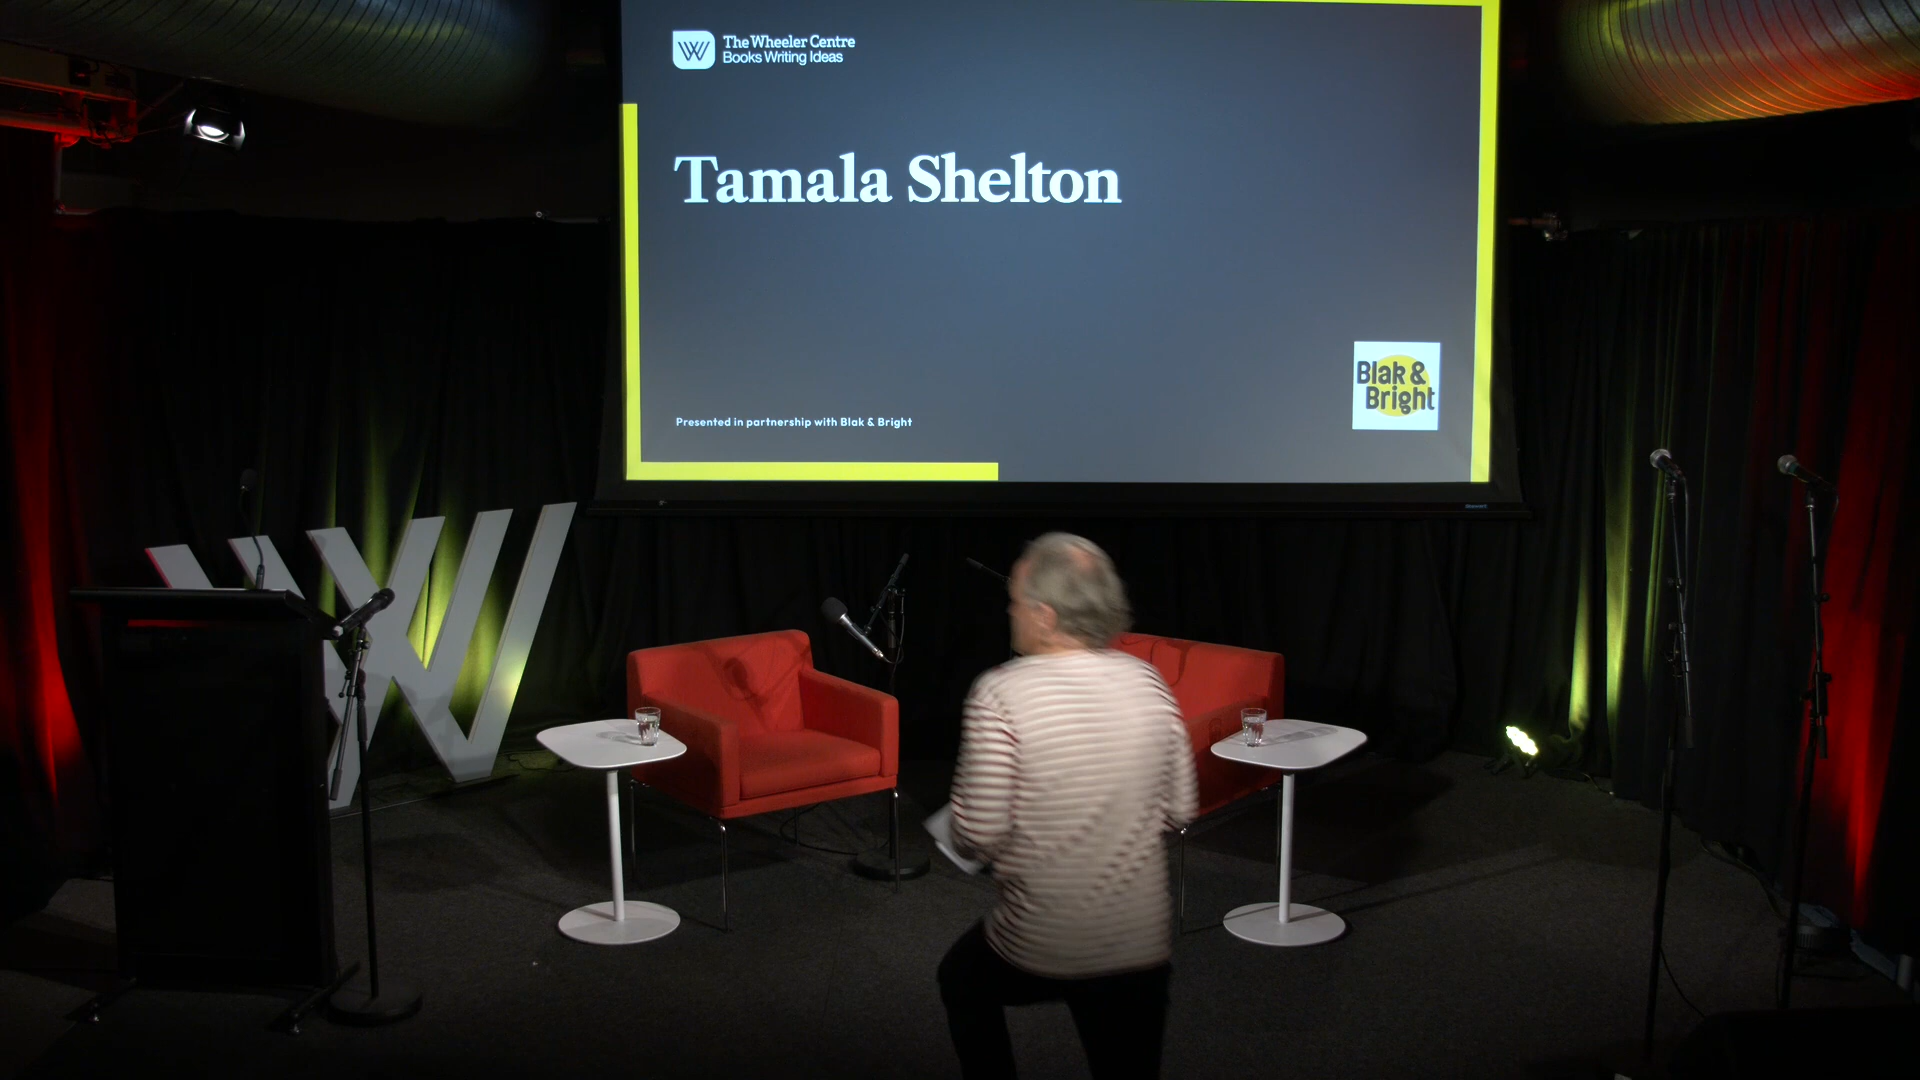 The Wheeler Centre
Books Writing Ideas
Tamala Shelton
Blak &
Bright
Presented in partnership with Blak & Bright